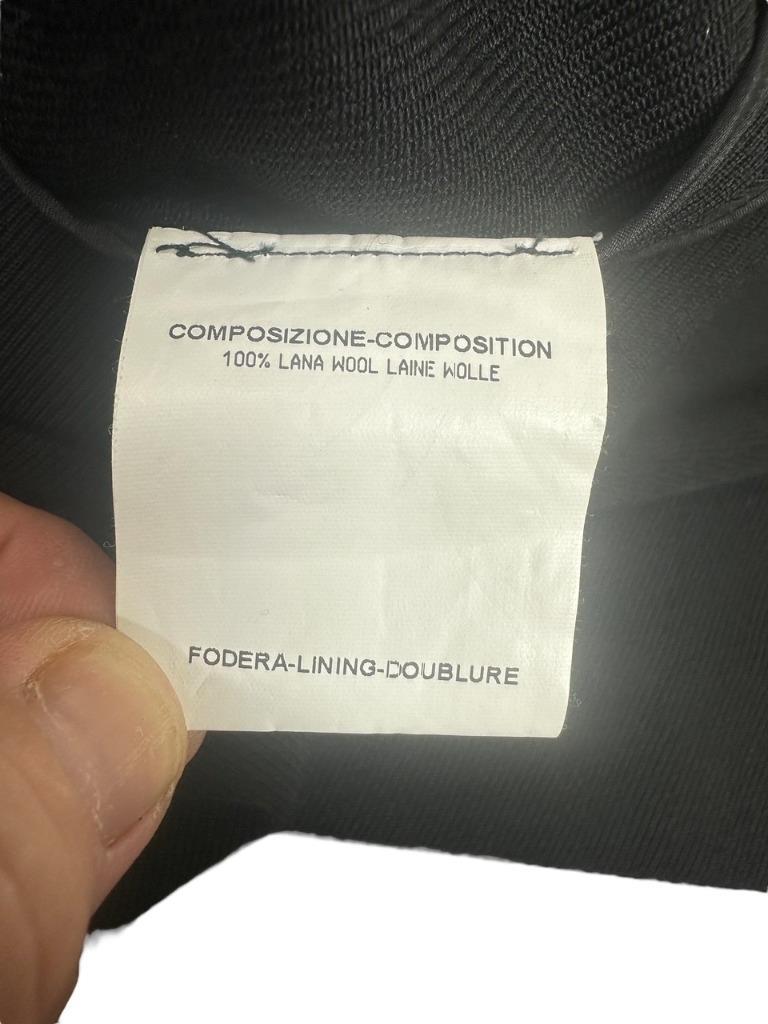 COMPOSIZIONE-COMPOSITION
100% LANA WOOL LAINE WOLLE
FODERA-LINING-DOUBLURE